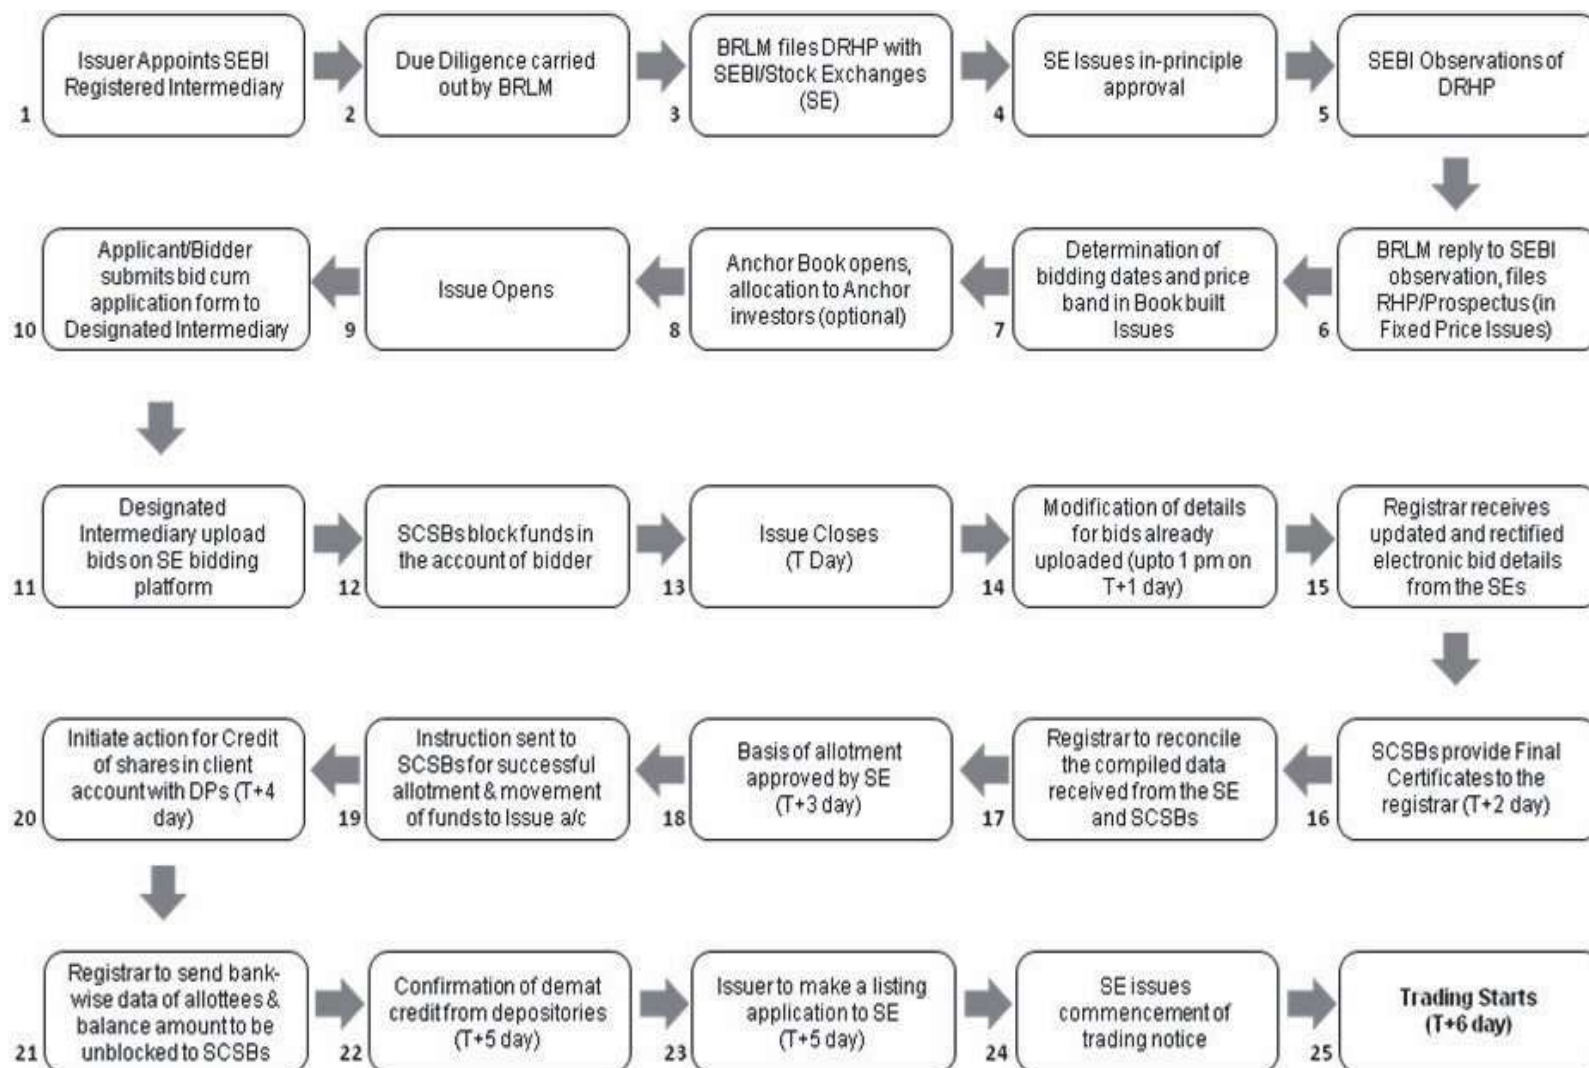 Issuer Appoints SEBI
Registered Intermediary
1
Due Diligence carried
out by BRLM
2
BRLM files DRHP with
SEBI/Stock Exchanges
(SE)
3
SE Issues in-principle
approval
4
SEBI Observations of
DRHP
5
BRLM reply to SEBI
observation, files
RHP/Prospectus (in
Fixed Price Issues)
6
Determination of
bidding dates and price
band in Book built
Issues
7
Anchor Book opens,
allocation to Anchor
investors (optional)
8
Issue Opens
9
Applicant/Bidder
submits bid cum
application form to
Designated Intermediary
10
Designated
Intermediary upload
bids on SE bidding
platform
11
SCSBs block funds in
the account of bidder
12
Issue Closes
(T Day)
13
Modification of details
for bids already
uploaded (upto 1 pm on
T+1 day)
14
Registrar receives
updated and rectified
electronic bid details
from the SEs
15
SCSBs provide Final
Certificates to the
registrar (T+2 day)
16
Registrar to reconcile
the compiled data
received from the SE
and SCSBs
17
Basis of allotment
approved by SE
(T+3 day)
18
Instruction sent to
SCSBs for successful
allotment & movement
of funds to Issue a/c
19
Initiate action for Credit
of shares in client
account with DPs (T+4
day)
20
Registrar to send bank-
wise data of allottees &
balance amount to be
unblocked to SCSBs
21
Confirmation of demat
credit from depositories
(T+5 day)
22
Issuer to make a listing
application to SE
(T+5 day)
23
SE issues
commencement of
trading notice
24
Trading Starts
(T+6 day)
25